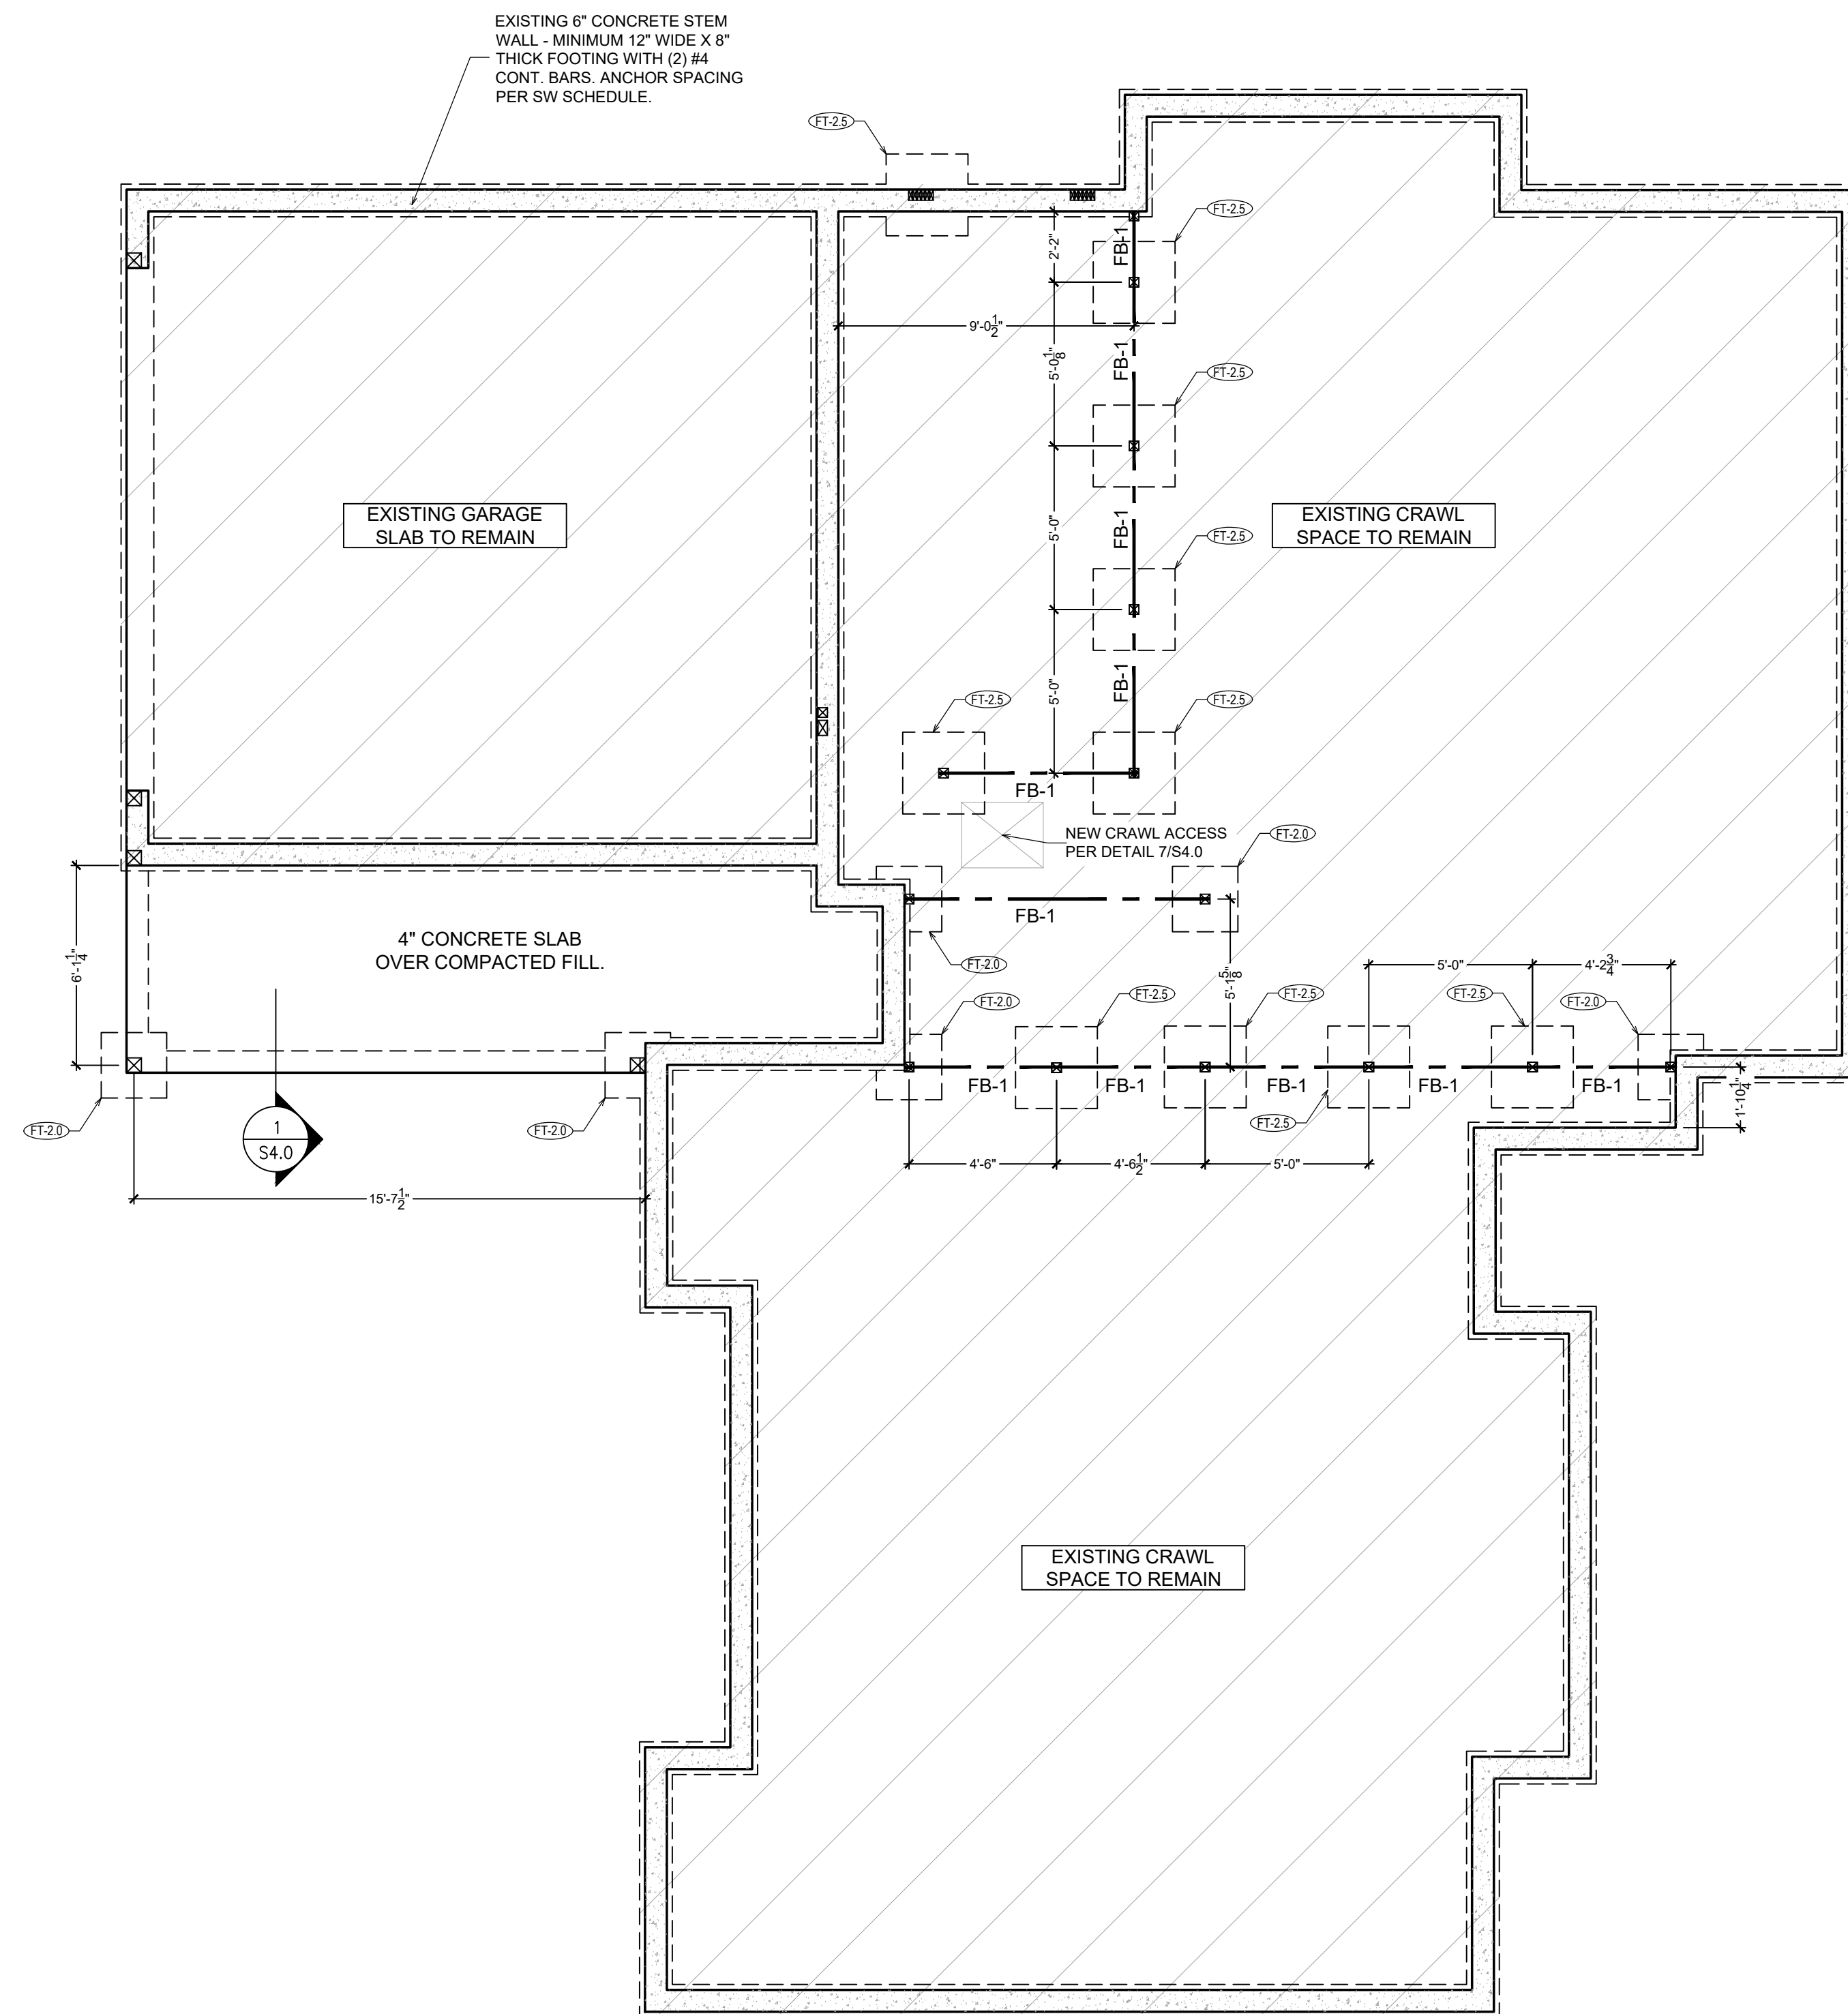 EXISTING 6" CONCRETE STEM
WALL - MINIMUM 12" WIDE X 8"
THICK FOOTING WITH (2) #4
CONT. BARS. ANCHOR SPACING
PER SW SCHEDULE.
FT-2.5
FT-2.5
FB-1
2'-2"
9'-0 1/2"
5'-0 1/8"
FB-1
FT-2.5
EXISTING GARAGE
SLAB TO REMAIN
5'-0"
FB-1
FT-2.5
EXISTING CRAWL
SPACE TO REMAIN
5'-0"
FB-1
FT-2.5
FT-2.5
FB-1
NEW CRAWL ACCESS
PER DETAIL 7/S4.0
FT-2.0
FB-1
4" CONCRETE SLAB
OVER COMPACTED FILL.
6'-1 1/4"
FT-2.0
5'-1 5/8"
5'-0"
4'-2 3/4"
FT-2.0
FT-2.5
FT-2.5
FT-2.5
FT-2.0
FB-1
FB-1
FB-1
FB-1
FB-1
1'-10 1/4"
FT-2.0
1
S4.0
FT-2.0
FT-2.5
4'-6"
4'-6 1/2"
5'-0"
15'-7 1/2"
EXISTING CRAWL
SPACE TO REMAIN